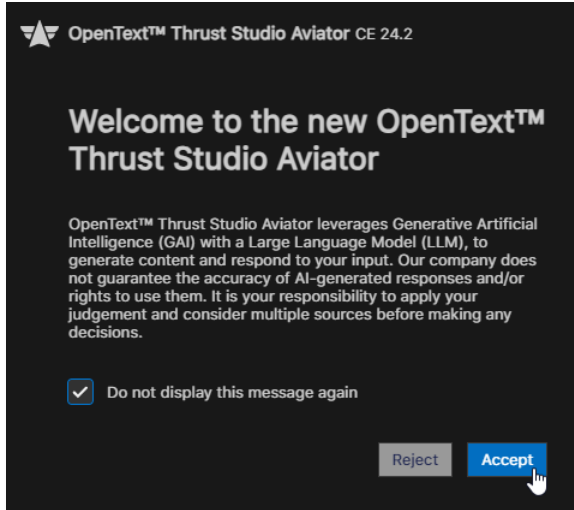 OpenText™ Thrust Studio Aviator CE 24.2
Welcome to the new OpenText™
Thrust Studio Aviator
OpenText™ Thrust Studio Aviator leverages Generative Artificial
Intelligence (GAI) with a Large Language Model (LLM), to
generate content and respond to your input. Our company does
not guarantee the accuracy of AI-generated responses and/or
rights to use them. It is your responsibility to apply your
judgement and consider multiple sources before making any
decisions.
Do not display this message again
Reject
Accept